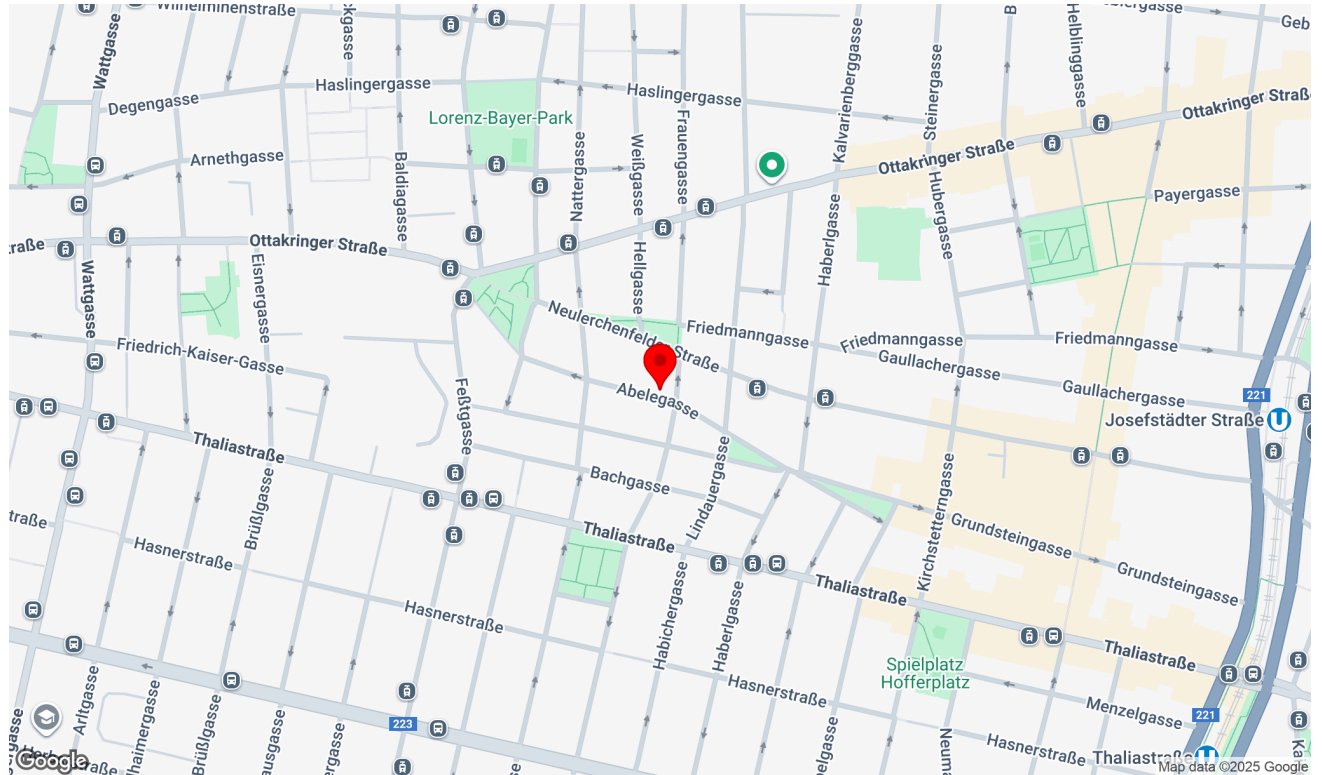 Wilhelminenstraße
Wattgasse
Haslingergasse
Degengasse
Lorenz-Bayer-Park
Haslingergasse
Arnethgasse
Baldiagasse
Nattergasse
Weißgasse
Frauengasse
Kalvarienberggasse
Steinergasse
Helblinggasse
Geb
Ottakringer Straße
Ottakringer Straße
Hubergasse
Payergasse
Ottakringer Straße
Wattgasse
Eisnergasse
Hellgasse
Haberlgasse
Neulerchenfelder Straße
Friedmanngasse
Friedmanngasse
Friedmanngasse
Friedrich-Kaiser-Gasse
Gaullachergasse
Gaullachergasse
221
Josefstädter Straße
Abelegasse
Feßtgasse
Thaliastraße
Bachgasse
Lindauergasse
Kirchstetterngasse
Brüßlgasse
Hasnerstraße
Thaliastraße
Grundsteingasse
Grundsteingasse
Thaliastraße
Hasnerstraße
Habichergasse
Haberlgasse
Thaliastraße
Spielplatz
Hofferplatz
Hasnerstraße
Menzelgasse
221
Arltgasse
Brüßlgasse
223
Hasnerstraße
Thaliastraße
Google
Map data ©2025 Google